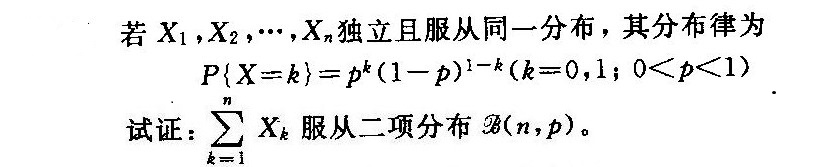 若 X₁,X₂,⋯,Xₙ独立且服从同一分布，其分布律为
P{X=k}=pᵏ(1-p)¹⁻ᵏ(k=0,1; 0<p<1)
试证：∑ₖ₌₁ⁿ Xₖ 服从二项分布 ℬ(n,p)。